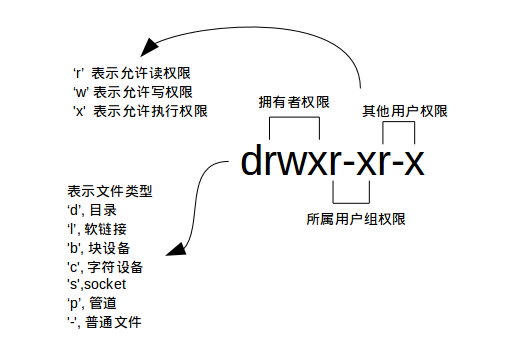 ‘r’ 表示允许读权限
‘w’ 表示允许写权限
'x' 表示允许执行权限
拥有者权限
其他用户权限
drwxr-xr-x
所属用户组权限
表示文件类型
‘d’, 目录
‘l’, 软链接
'b', 块设备
'c', 字符设备
's',socket
‘p’, 管道
'-', 普通文件